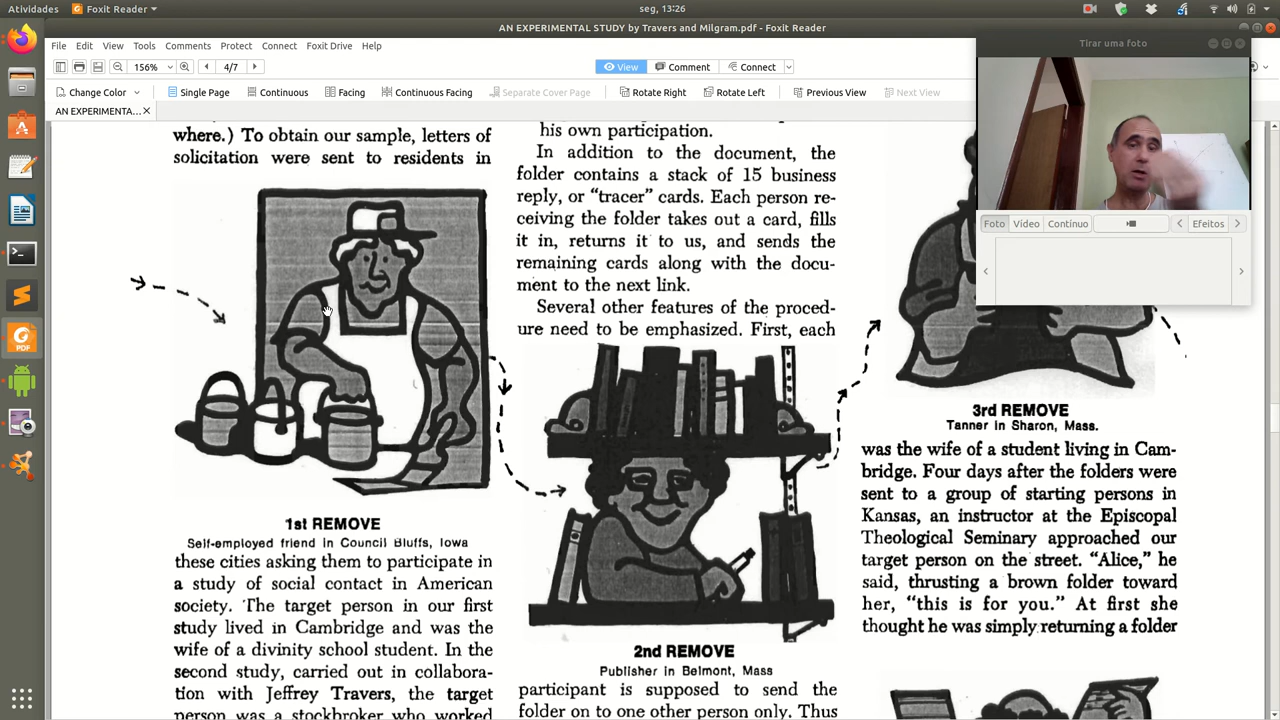 Atividades
Foxit Reader
seg, 13:26
AN EXPERIMENTAL STUDY by Travers and Milgram.pdf - Foxit Reader
File Edit View Tools Comments Protect Connect Foxit Drive Help
156%
4/7
View
Comment
Connect
Change Color
Single Page
Continuous
Facing
Continuous Facing
Separate Cover Page
Rotate Right
Rotate Left
Previous View
Next View
AN EXPERIMENTA...
where.) To obtain our sample, letters of
solicitation were sent to residents in
1st REMOVE
Self-employed friend in Council Bluffs, Iowa
these cities asking them to participate in
a study of social contact in American
society. The target person in our first
study lived in Cambridge and was the
wife of a divinity school student. In the
second study, carried out in collabora-
tion with Jeffrey Travers, the target
person was a stockbroker who worked
his own participation.
In addition to the document, the
folder contains a stack of 15 business
reply, or “tracer” cards. Each person re-
ceiving the folder takes out a card, fills
it in, returns it to us, and sends the
remaining cards along with the docu-
ment to the next link.
Several other features of the proced-
ure need to be emphasized. First, each
2nd REMOVE
Publisher in Belmont, Mass
participant is supposed to send the
folder on to one other person only. Thus
3rd REMOVE
Tanner in Sharon, Mass.
was the wife of a student living in Cam-
bridge. Four days after the folders were
sent to a group of starting persons in
Kansas, an instructor at the Episcopal
Theological Seminary approached our
target person on the street. “Alice,” he
said, thrusting a brown folder toward
her, “this is for you.” At first she
thought he was simply returning a folder
Tirar uma foto
Foto
Vídeo
Contínuo
Efeitos
PDF